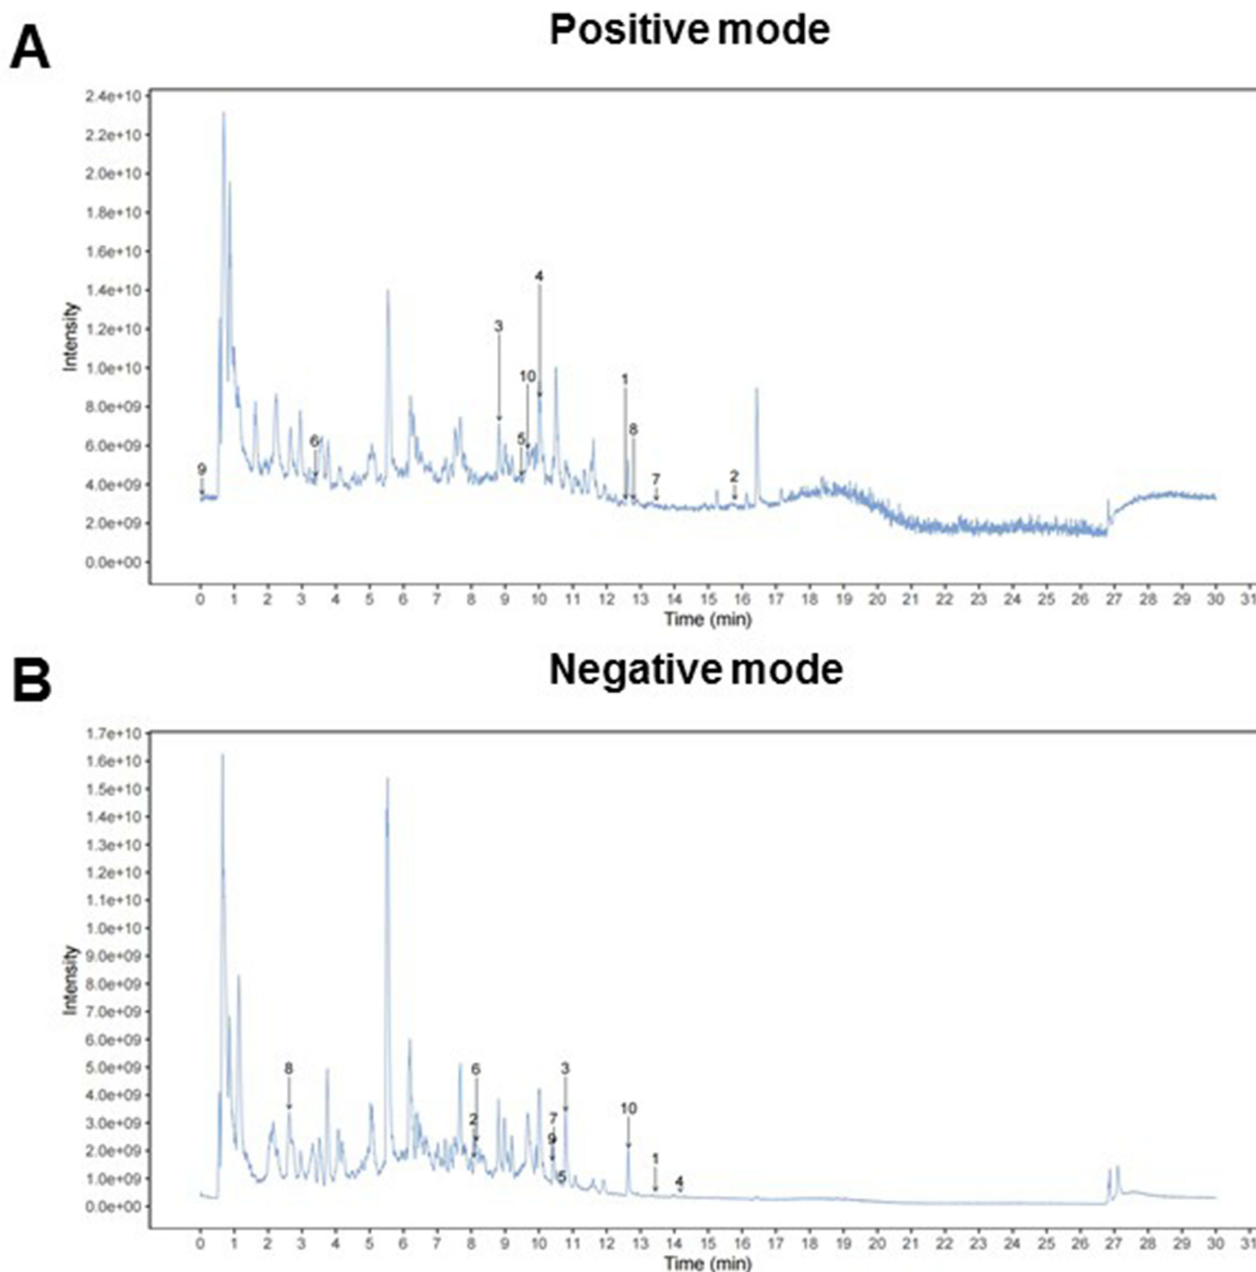 A
Positive mode
2.4e+10
2.2e+10
2.0e+10
1.8e+10
1.6e+10
1.4e+10
1.2e+10
1.0e+10
8.0e+09
6.0e+09
4.0e+09
2.0e+09
0.0e+00
Intensity
9
6
3
10
5
4
1
8
7
2
0 1 2 3 4 5 6 7 8 9 10 11 12 13 14 15 16 17 18 19 20 21 22 23 24 25 26 27 28 29 30 31
Time (min)
B
Negative mode
1.7e+10
1.6e+10
1.5e+10
1.4e+10
1.3e+10
1.2e+10
1.1e+10
1.0e+10
9.0e+09
8.0e+09
7.0e+09
6.0e+09
5.0e+09
4.0e+09
3.0e+09
2.0e+09
1.0e+09
0.0e+00
Intensity
8
6
2
7
9
5
3
10
1
4
0 1 2 3 4 5 6 7 8 9 10 11 12 13 14 15 16 17 18 19 20 21 22 23 24 25 26 27 28 29 30 31
Time (min)